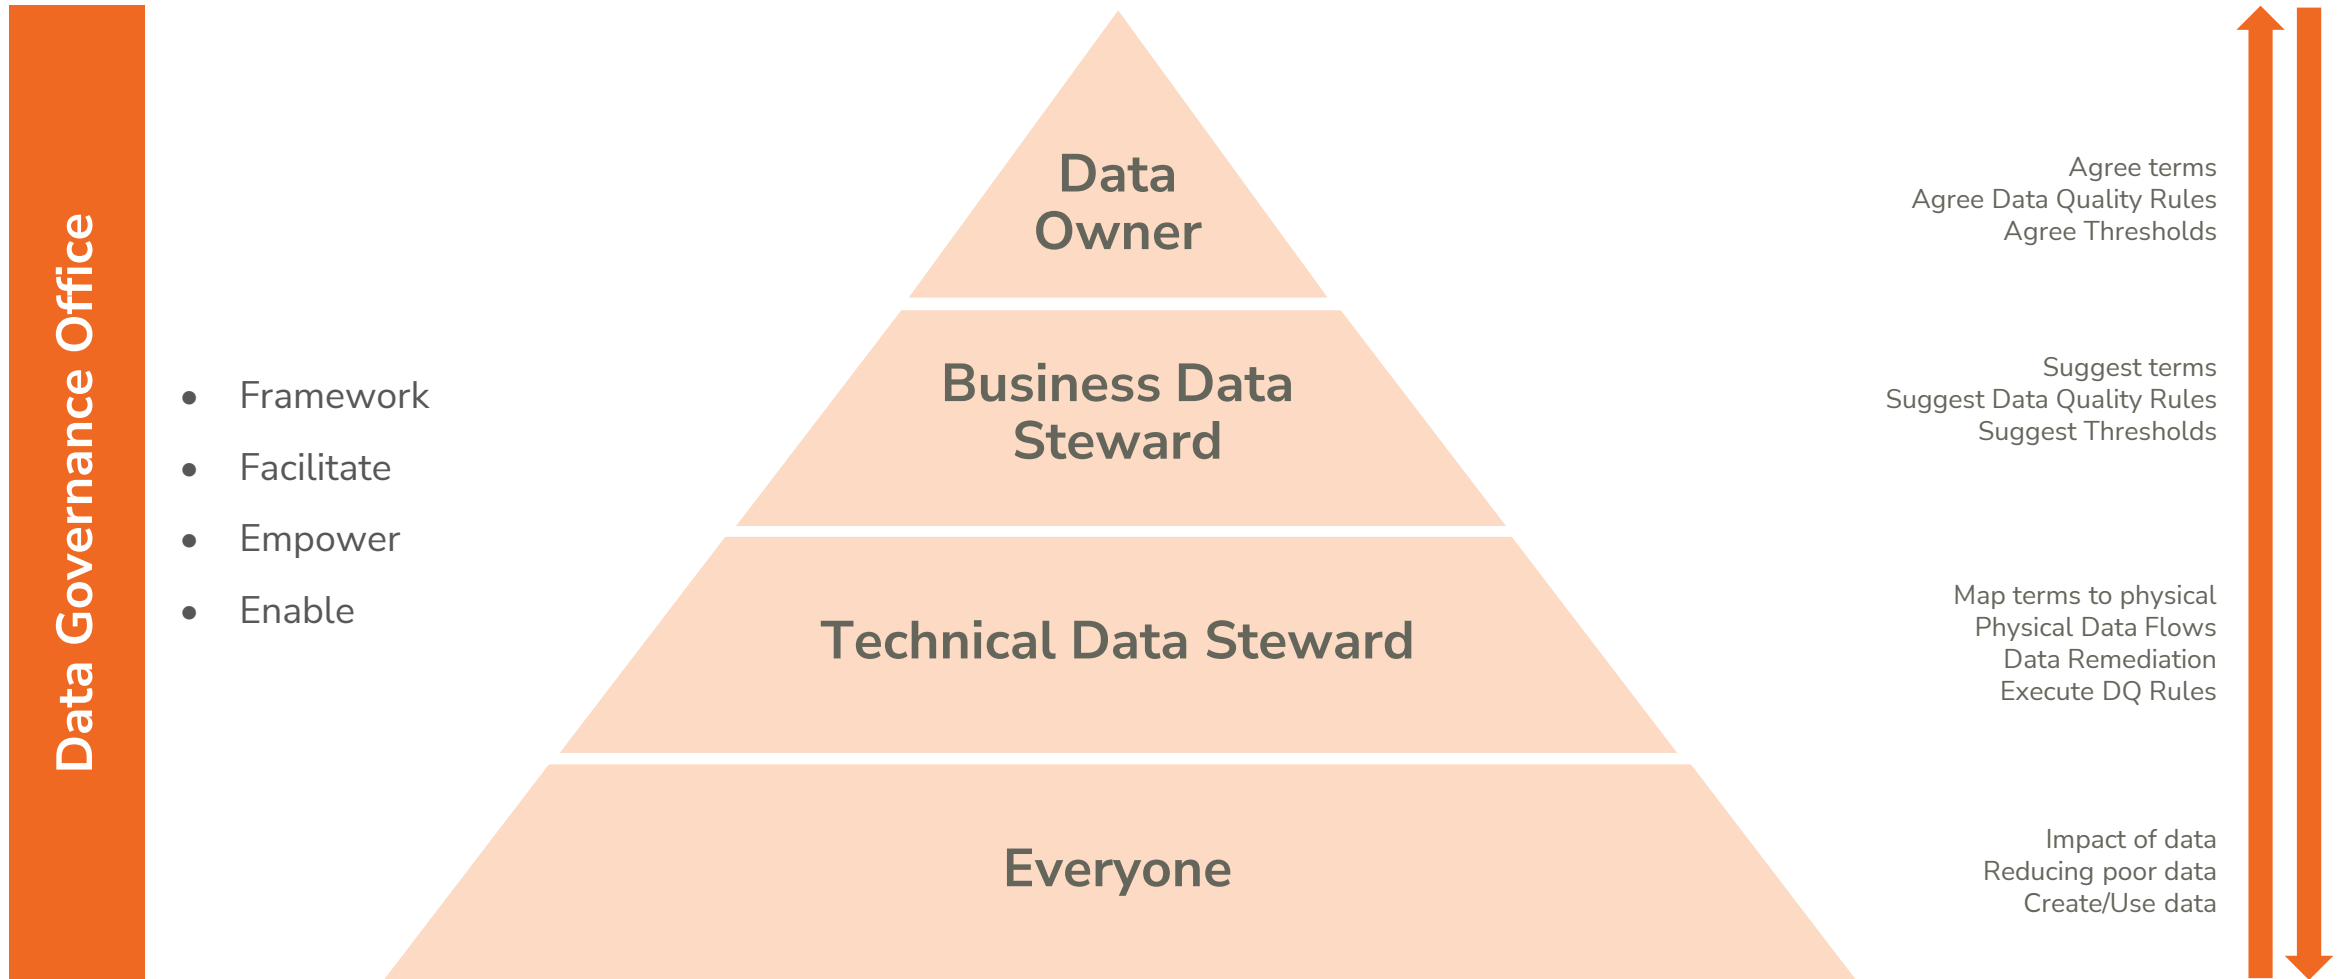 Data Governance Office
• Framework
• Facilitate
• Empower
• Enable
Data
Owner
Agree terms
Agree Data Quality Rules
Agree Thresholds
Business Data
Steward
Suggest terms
Suggest Data Quality Rules
Suggest Thresholds
Technical Data Steward
Map terms to physical
Physical Data Flows
Data Remediation
Execute DQ Rules
Everyone
Impact of data
Reducing poor data
Create/Use data